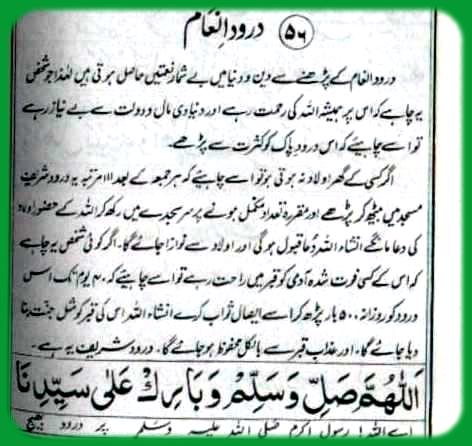 ﴿۵۶﴾ درود انعام
درود انعام کے پڑھنے سے دین و دنیا میں بے شمار نعمتیں حاصل ہوتی ہیں لہٰذا جو شخص
یہ چاہے کہ اس پر ہمیشہ اللہ کی رحمت رہے اور دنیاوی مال و دولت سے بے نیاز رہے
تو اسے چاہیئے کہ اس درود پاک کو کثرت سے پڑھے۔
اگر کسی کے گھر اولاد نہ ہوتی ہو تو اسے چاہیئے کہ ہر جمعہ کے بعد ۱۱۱ مرتبہ یہ درود شریف
مسجد میں بیٹھ کر پڑھے اور مقررہ تعداد مکمل ہونے پر سر سجدے میں رکھ کر اللہ کے حضور اولاد
کی دعا مانگے انشاء اللہ دعا قبول ہوگی اور اولاد سے نوازا جائے گا۔ اگر کوئی شخص یہ چاہے
کہ اس کے کسی فوت شدہ آدمی کو قبر میں راحت رہے تو اسے چاہیئے کہ ۴۰ یوم تک اس
درود کو روزانہ ۵۰۰ بار پڑھ کر اسے ایصال ثواب کرے انشاء اللہ اس کی قبر کو مثل جنت بنا
دیا جائے گا۔ اور عذاب قبر سے بالکل محفوظ ہو جائے گا۔ درود شریف یہ ہے۔
اَللّٰهُمَّ صَلِّ وَسَلِّمْ وَبَارِكْ عَلٰى سَيِّدِنَا
اے اللہ! رسول اکرم صلی اللہ علیہ وسلم پر درود بھیج